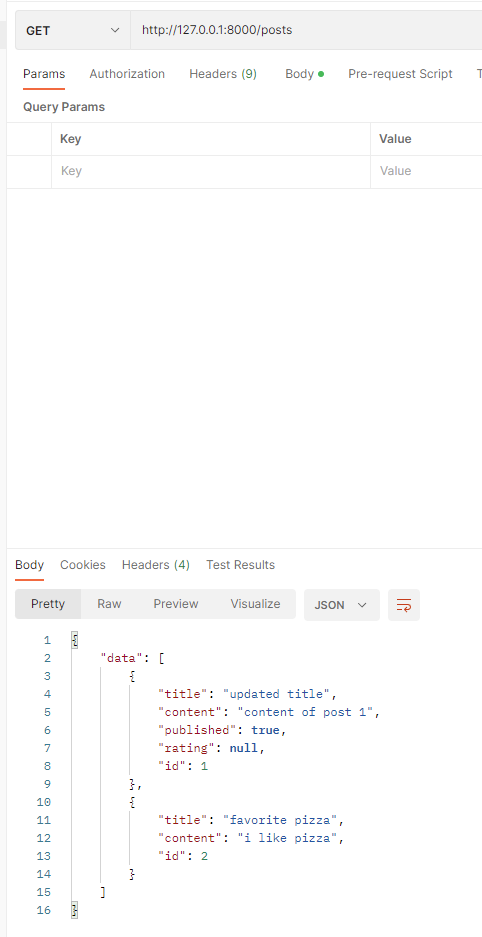 GET http://127.0.0.1:8000/posts
Params Authorization Headers (9) Body Pre-request Script T
Query Params
Key Value
Key Value
Body Cookies Headers (4) Test Results
Pretty Raw Preview Visualize JSON
1 {
2 "data": [
3 {
4 "title": "updated title",
5 "content": "content of post 1",
6 "published": true,
7 "rating": null,
8 "id": 1
9 },
10 {
11 "title": "favorite pizza",
12 "content": "i like pizza",
13 "id": 2
14 }
15 ]
16 }